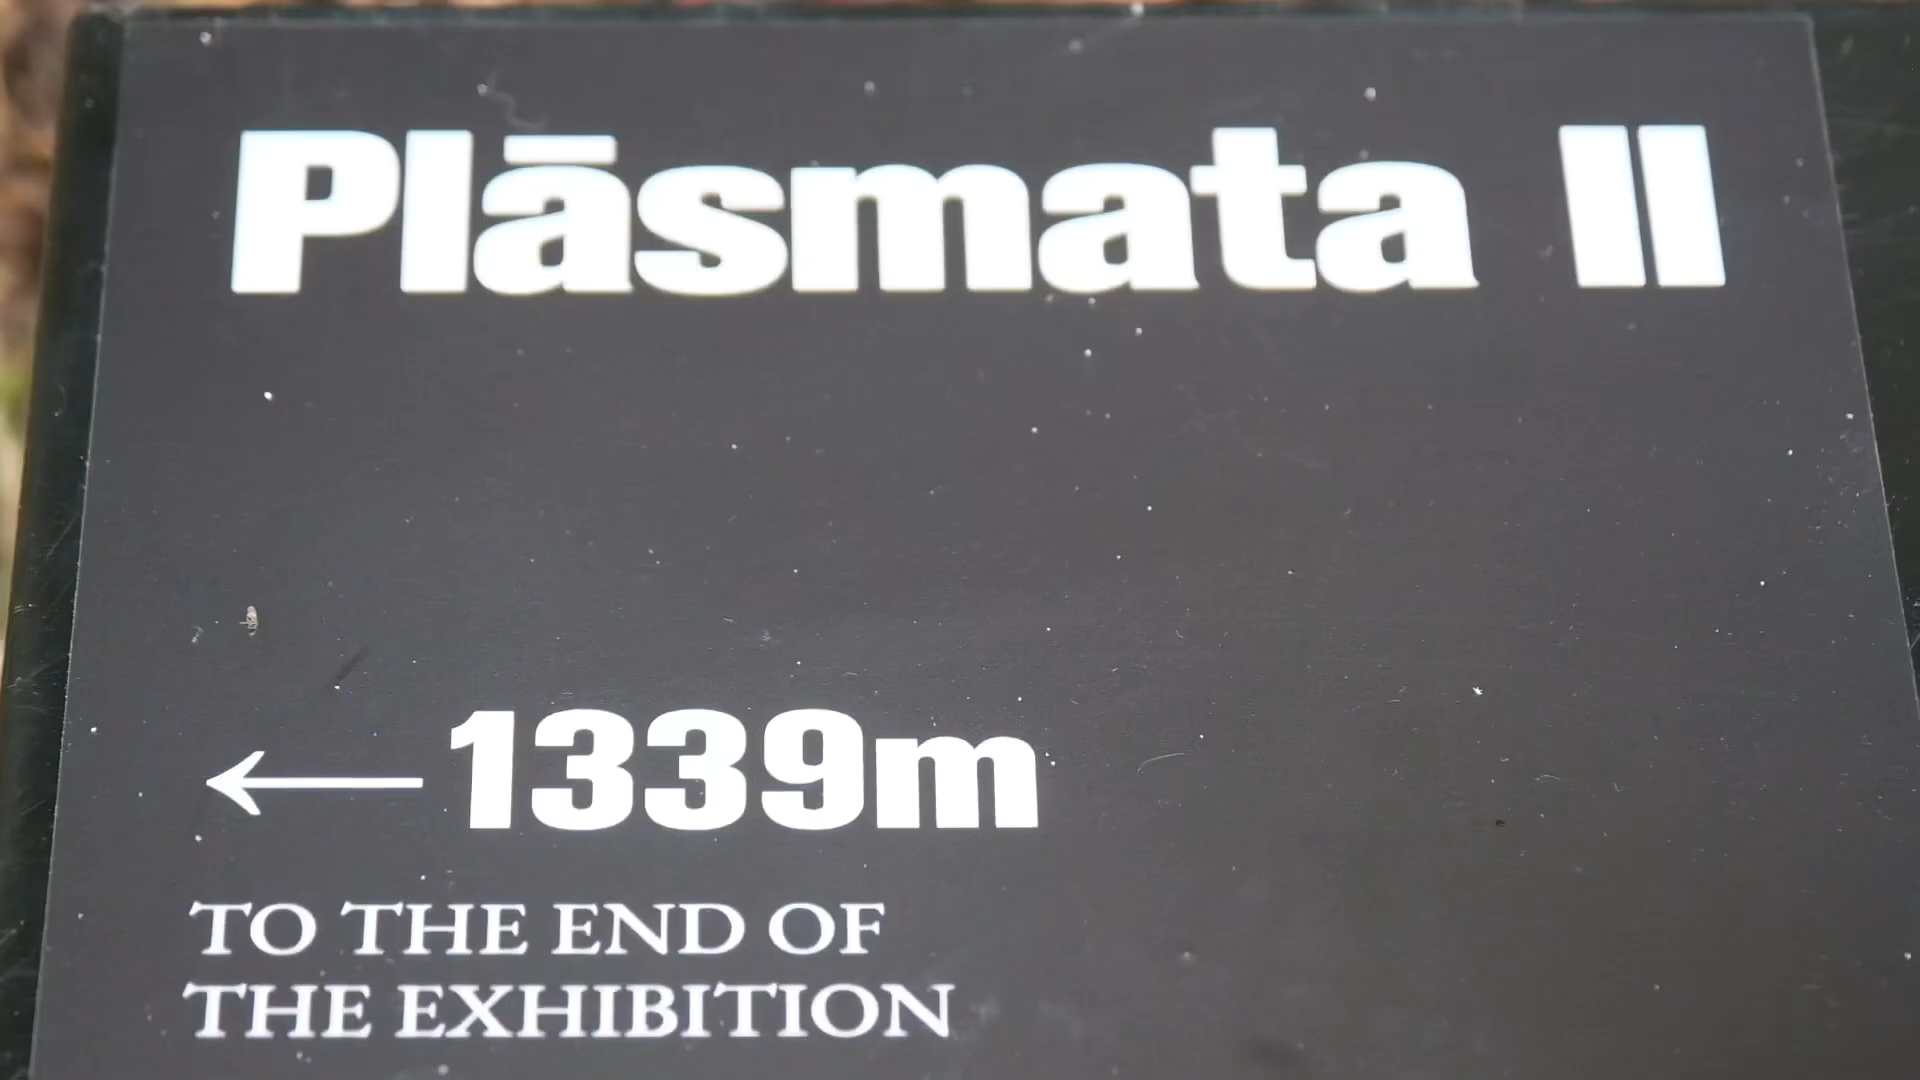 Plāsmata II
← 1339m
TO THE END OF
THE EXHIBITION